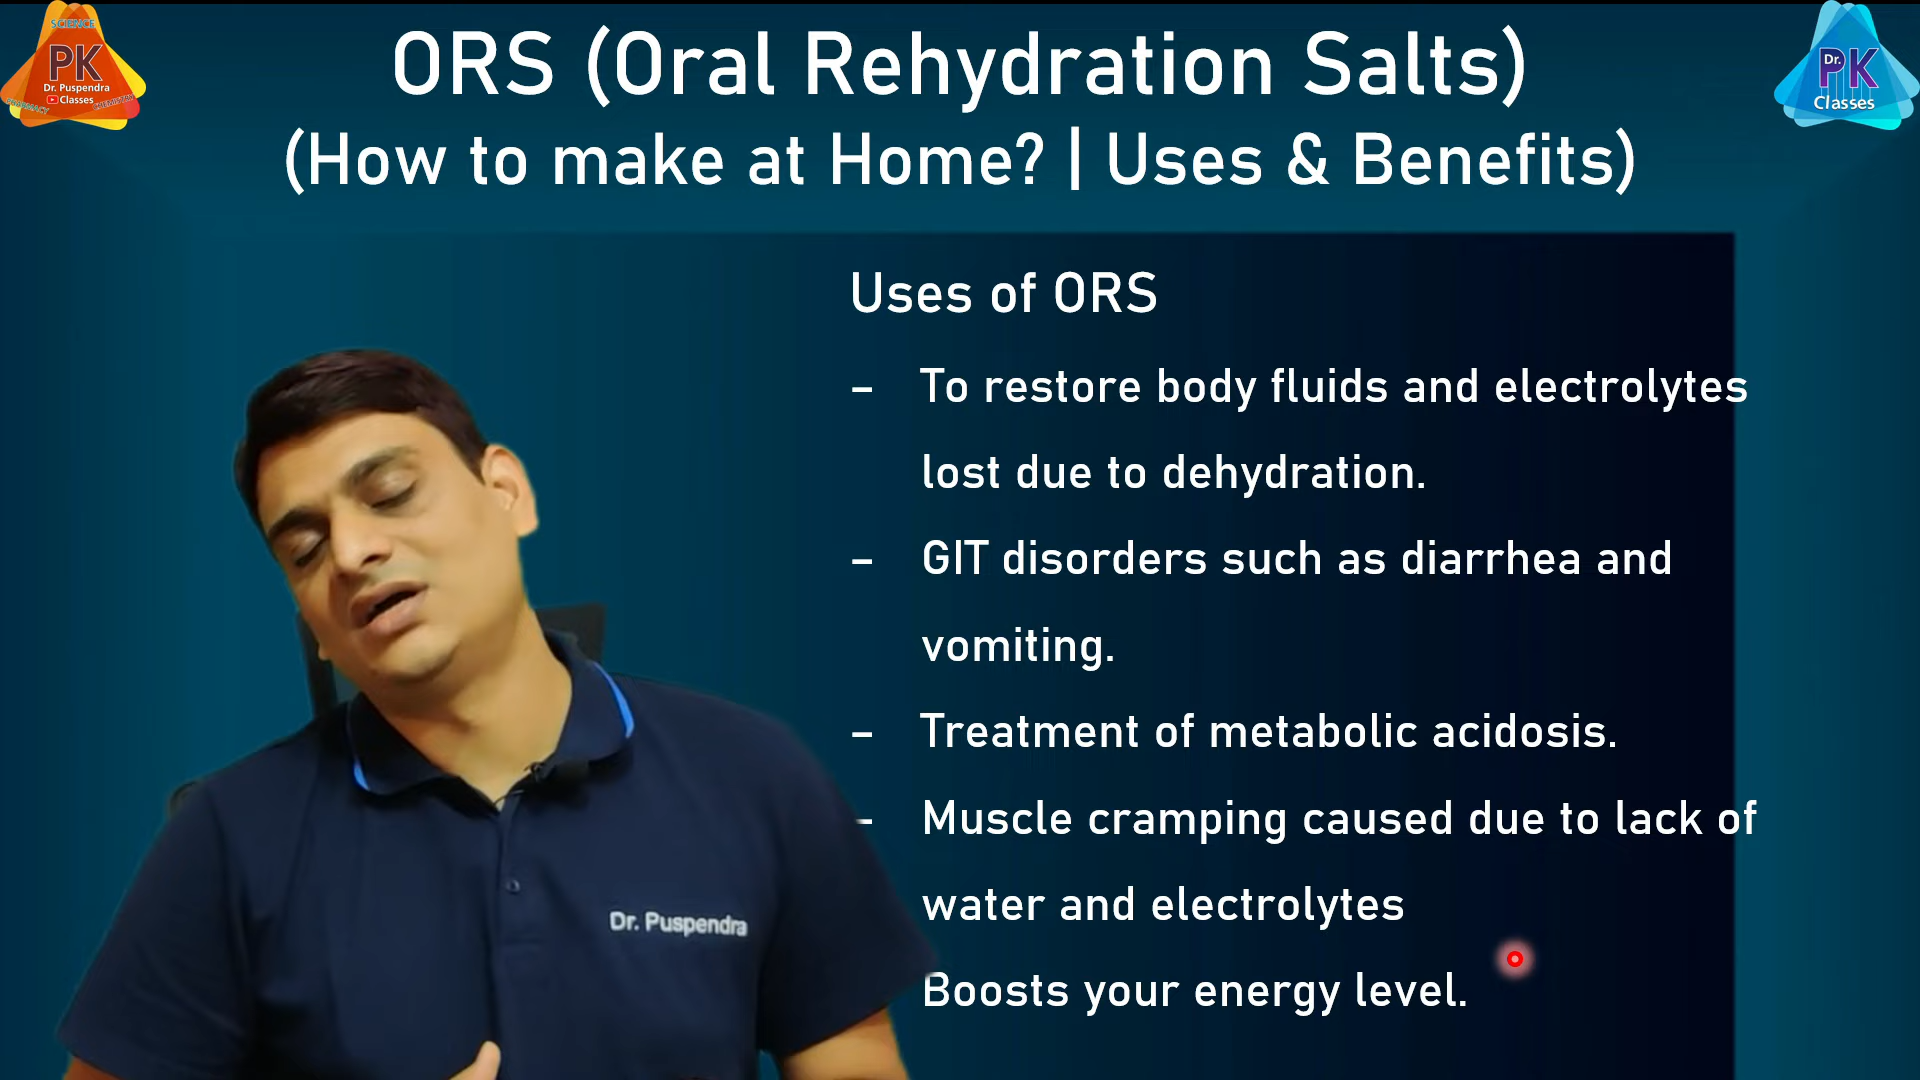 SCIENCE
PK
Dr. Puspendra
Classes
PHARMACY
CHEMISTRY
ORS (Oral Rehydration Salts)
(How to make at Home? | Uses & Benefits)
Dr.
PK
Classes
Uses of ORS
– To restore body fluids and electrolytes
lost due to dehydration.
– GIT disorders such as diarrhea and
vomiting.
– Treatment of metabolic acidosis.
– Muscle cramping caused due to lack of
water and electrolytes
Boosts your energy level.
Dr. Puspendra